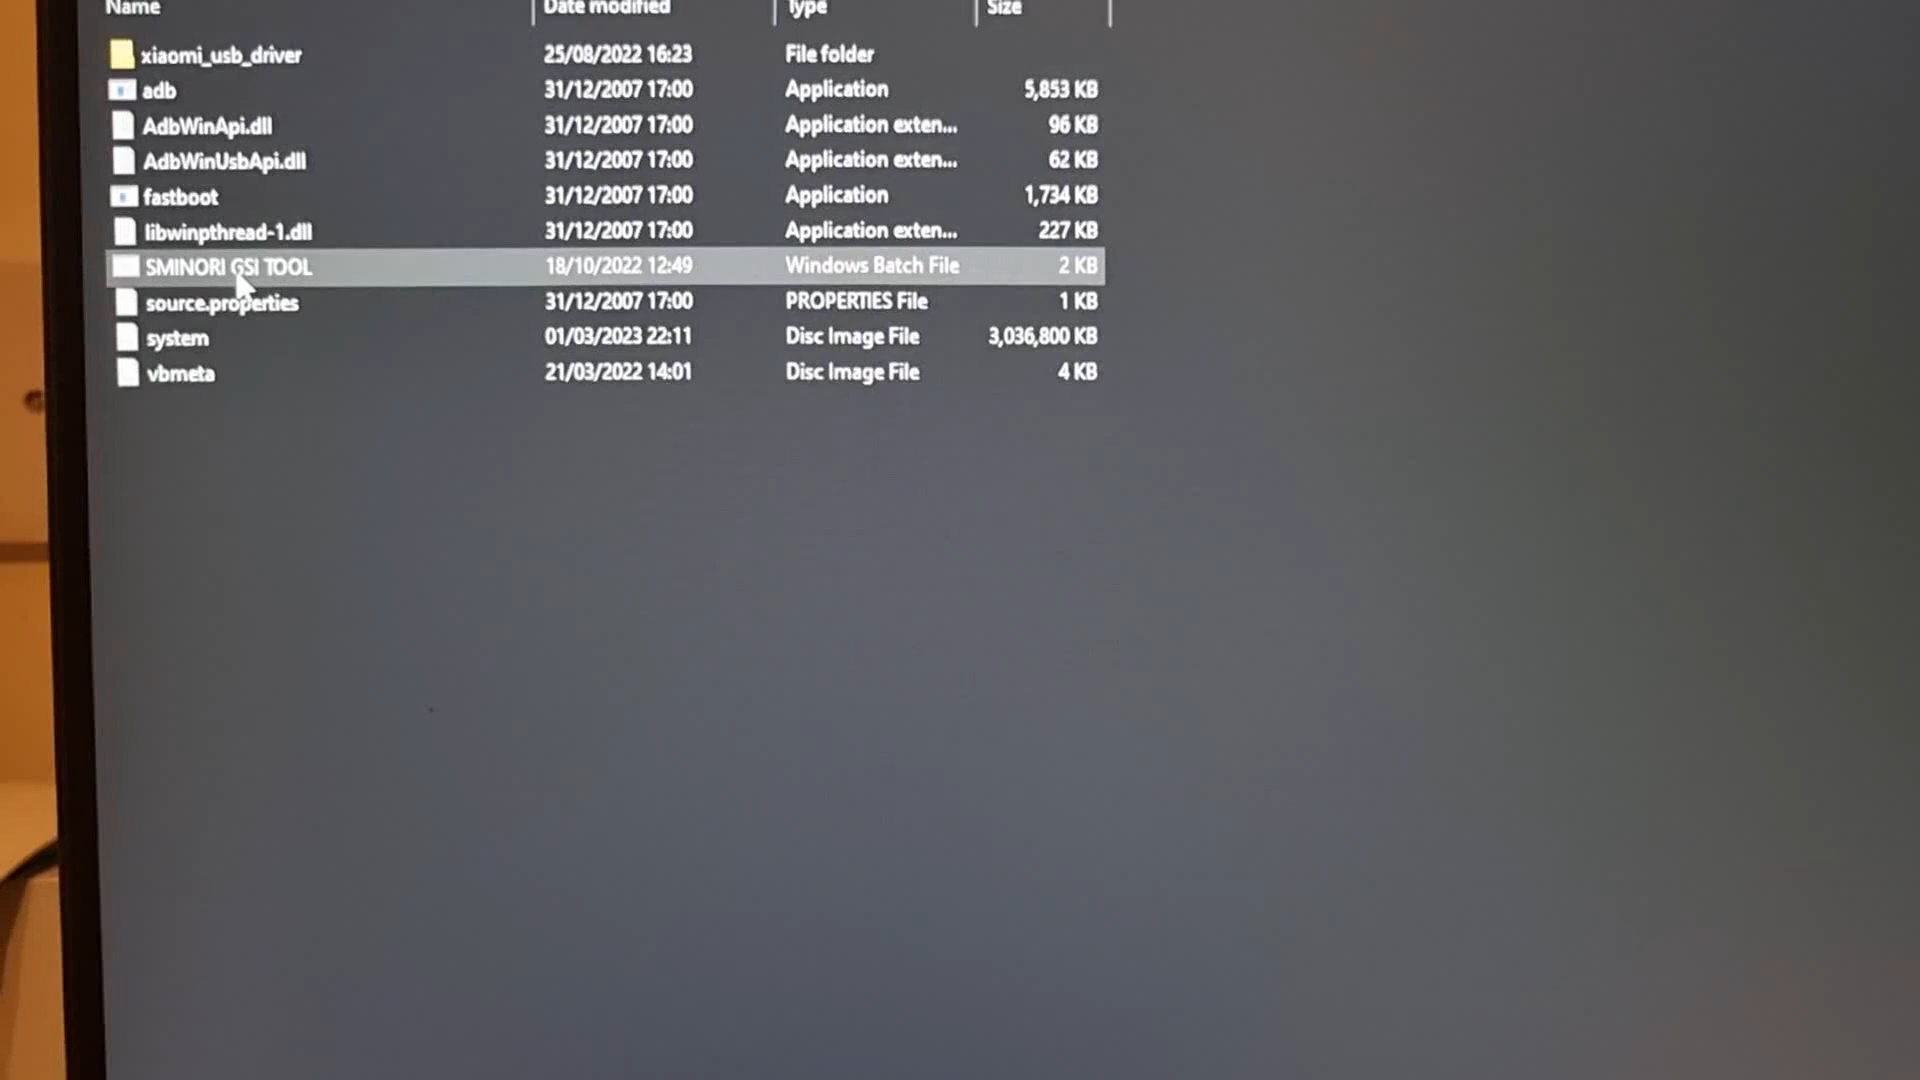 Name Date modified Type Size
xiaomi_usb_driver 25/08/2022 16:23 File folder
adb 31/12/2007 17:00 Application 5,853 KB
AdbWinApi.dll 31/12/2007 17:00 Application exten... 96 KB
AdbWinUsbApi.dll 31/12/2007 17:00 Application exten... 62 KB
fastboot 31/12/2007 17:00 Application 1,734 KB
libwinpthread-1.dll 31/12/2007 17:00 Application exten... 227 KB
SMINORI GSI TOOL 18/10/2022 12:49 Windows Batch File 2 KB
source.properties 31/12/2007 17:00 PROPERTIES File 1 KB
system 01/03/2023 22:11 Disc Image File 3,036,800 KB
vbmeta 21/03/2022 14:01 Disc Image File 4 KB